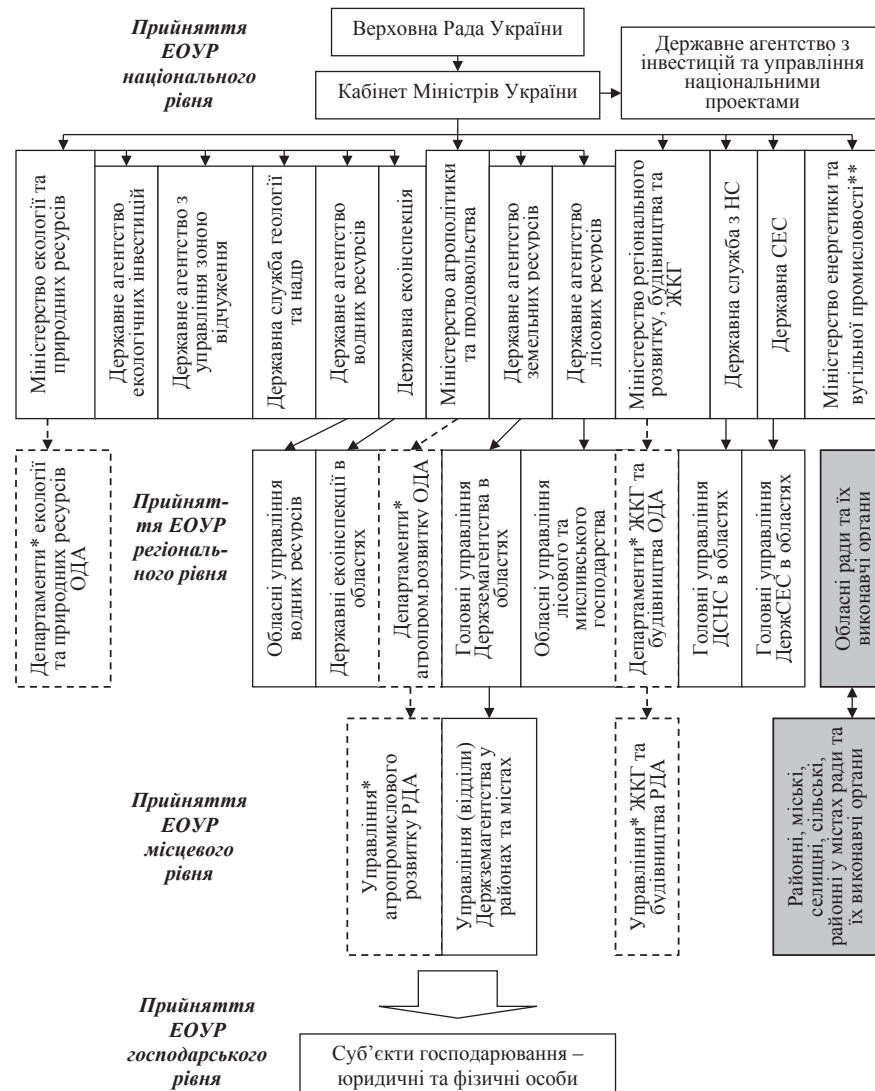 Прийняття
ЕОУР
національного
рівня
Верховна Рада України
Кабінет Міністрів України
Державне агентство з
інвестицій та управління
національними
проектами
Міністерство екології та
природних ресурсів
Державне агентство
екологічних інвестицій
Державне агентство з
управління зоною
відчуження
Державна служба геології
та надр
Державне агентство
водних ресурсів
Державна екоінспекція
Міністерство агрополітики
та продовольства
Державне агентство
земельних ресурсів
Державне агентство
лісових ресурсів
Міністерство регіонального
розвитку, будівництва та
ЖКГ
Державна служба з НС
Державна СЕС
Міністерство енергетики та
вугільної промисловості**
Прийнят-
тя ЕОУР
регіональ-
ного рівня
Департаменти* екології
та природних ресурсів
ОДА
Обласні управління
водних ресурсів
Державні екоінспекції в
областях
Департаменти*
агропром.розвитку ОДА
Головні управління
Держземагентства в
областях
Обласні управління
лісового та
мисливського
господарства
Департаменти* ЖКГ та
будівництва ОДА
Головні управління
ДСНС в областях
Головні управління
ДержСЕС в областях
Обласні ради та їх
виконавчі органи
Прийняття
ЕОУР
місцевого
рівня
Управління*
агропромислового
розвитку РДА
Управління (відділи)
Держземагентства у
районах та містах
Управління* ЖКГ та
будівництва РДА
Районні, міські,
селищні, сільські,
районні у містах ради та
їх виконавчі органи
Прийняття
ЕОУР
господарського
рівня
Суб’єкти господарювання –
юридичні та фізичні особи